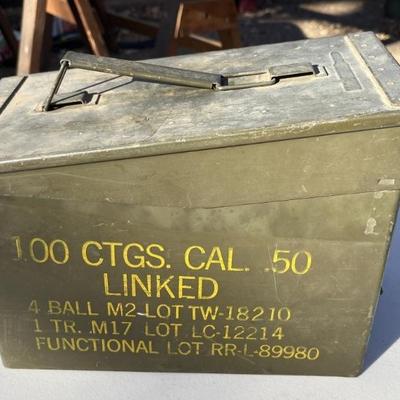 100 CTGS. CAL. .50
LINKED
4 BALL M2 LOT TW-18210
1 TR. M17 LOT LC-12214
FUNCTIONAL LOT RR-L-89980